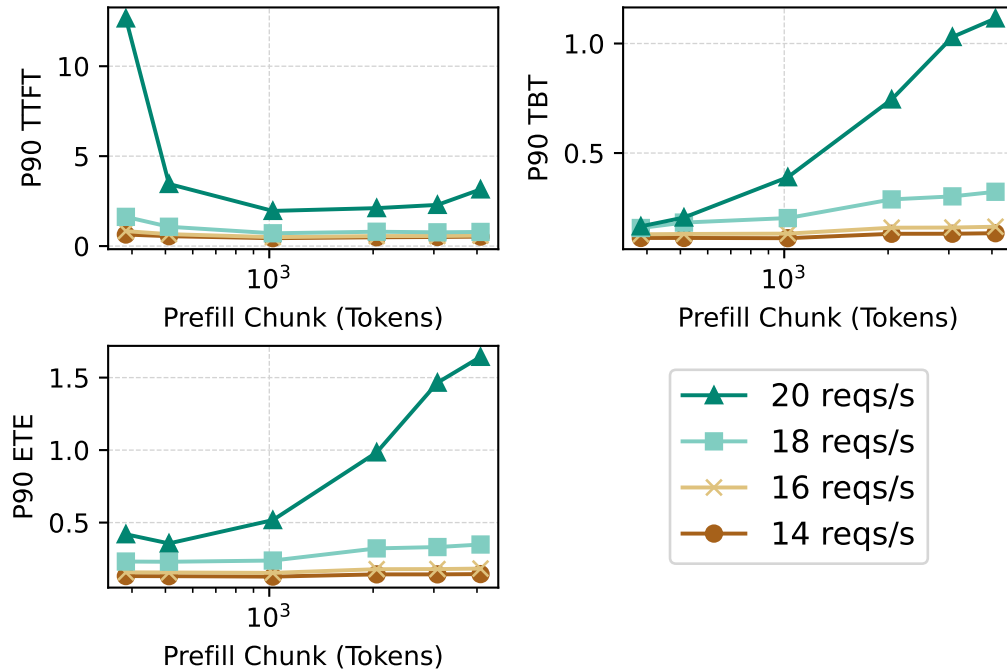 P90 TTFT
10
5
0
10³
Prefill Chunk (Tokens)
P90 TBT
1.0
0.5
10³
Prefill Chunk (Tokens)
P90 ETE
1.5
1.0
0.5
10³
Prefill Chunk (Tokens)
20 reqs/s
18 reqs/s
16 reqs/s
14 reqs/s